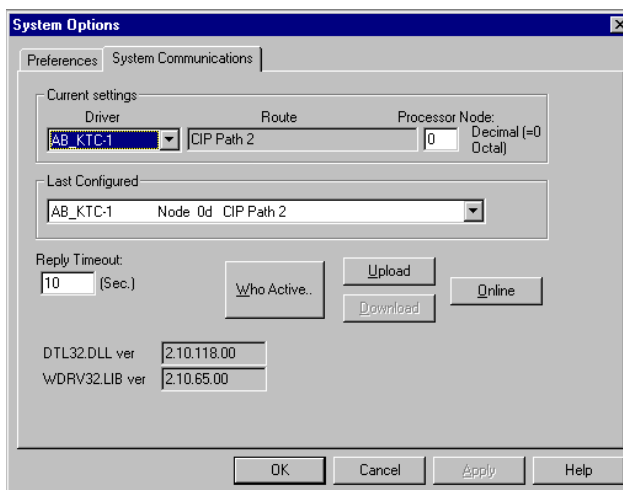 System Options
Preferences
System Communications
Current settings
Driver
Route
Processor Node:
AB_KTC-1
CIP Path 2
0
Decimal (=0
Octal)
Last Configured
AB_KTC-1 Node 0d CIP Path 2
Reply Timeout:
10 (Sec.)
Who Active..
Upload
Download
Online
DTL32.DLL ver 2.10.118.00
WDRV32.LIB ver 2.10.65.00
OK
Cancel
Apply
Help